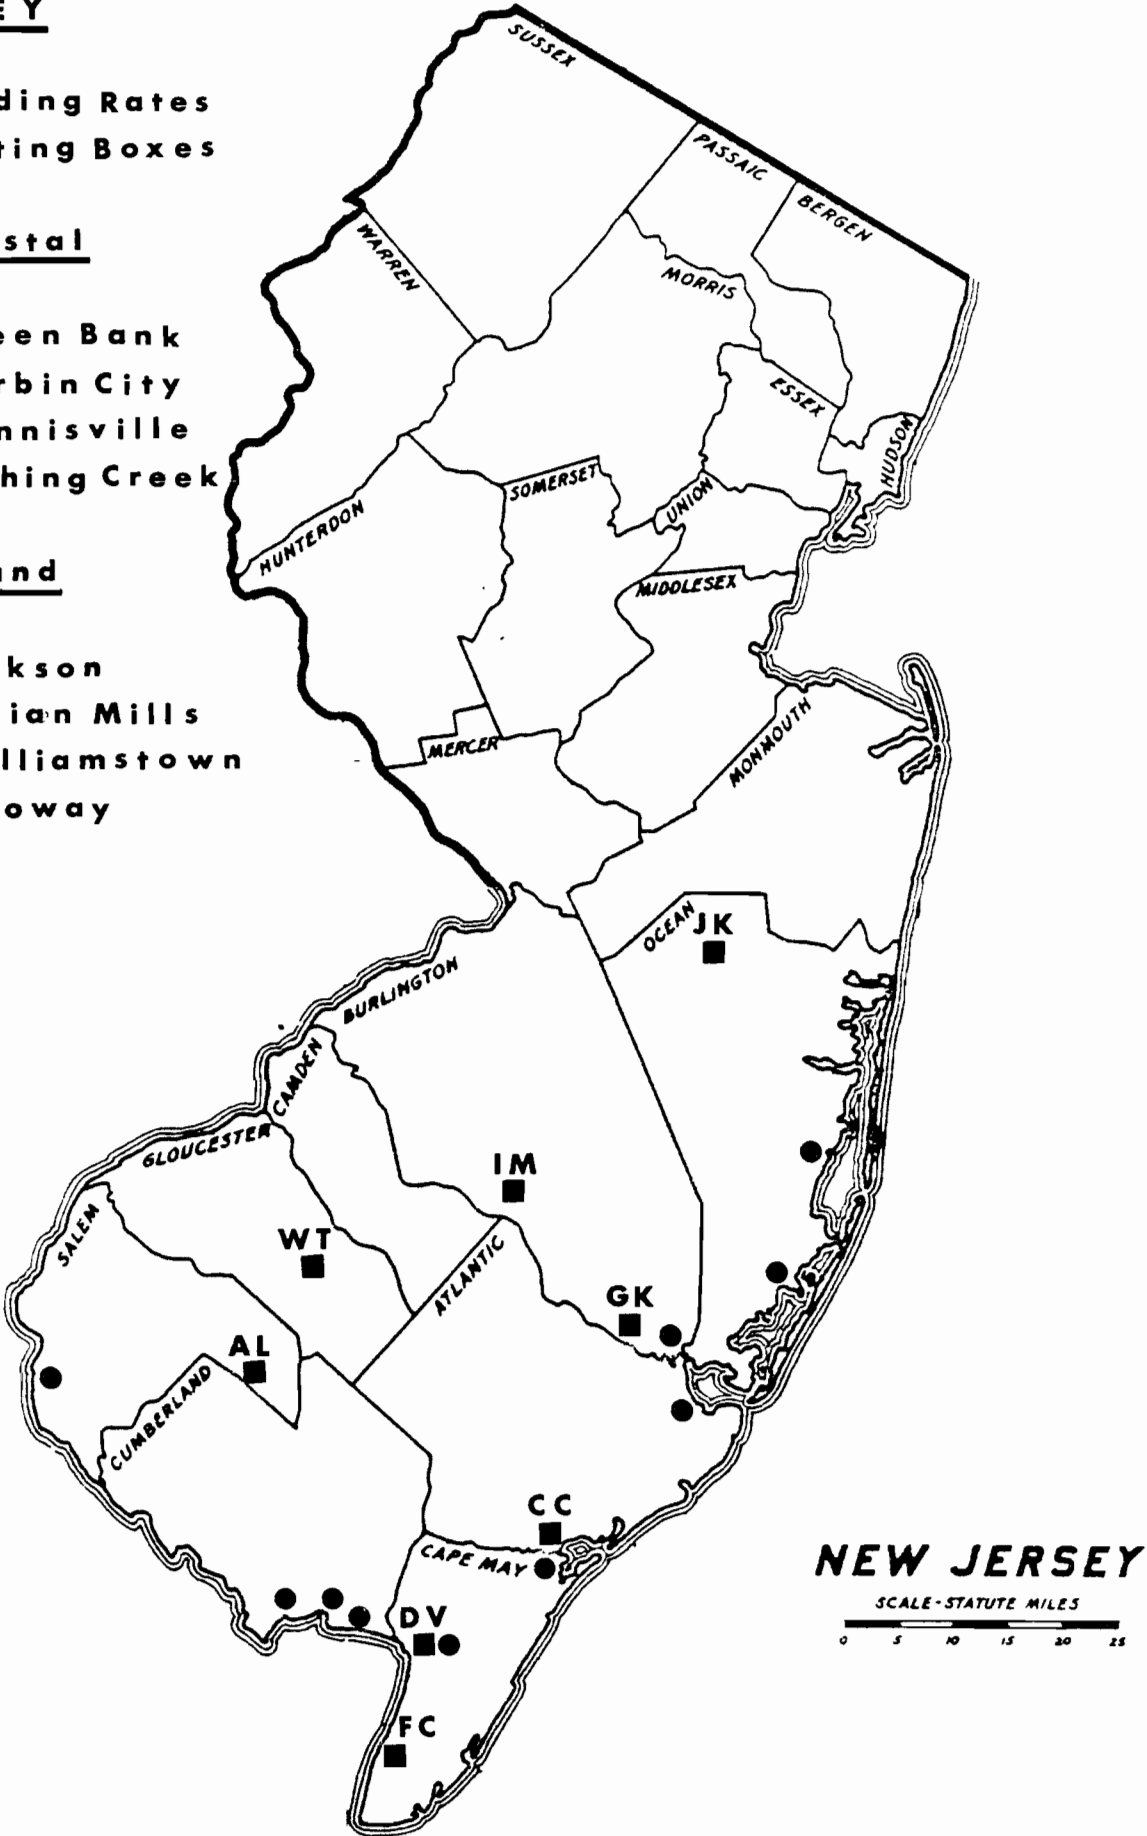 EY
ding Rates
ting Boxes
stal
een Bank
rbin City
nnisville
hing Creek
and
kson
ian Mills
lliamstown
oway
SUSSEX
PASSAIC
BERGEN
WARREN
MORRIS
ESSEX
HUDSON
SOMERSET
UNION
HUNTERDON
MIDDLESEX
MERCER
MONMOUTH
OCEAN
JK
BURLINGTON
CAMDEN
GLOUCESTER
IM
SALEM
WT
ATLANTIC
GK
AL
CUMBERLAND
CC
CAPE MAY
DV
FC
NEW JERSEY
SCALE-STATUTE MILES
0 5 10 15 20 25